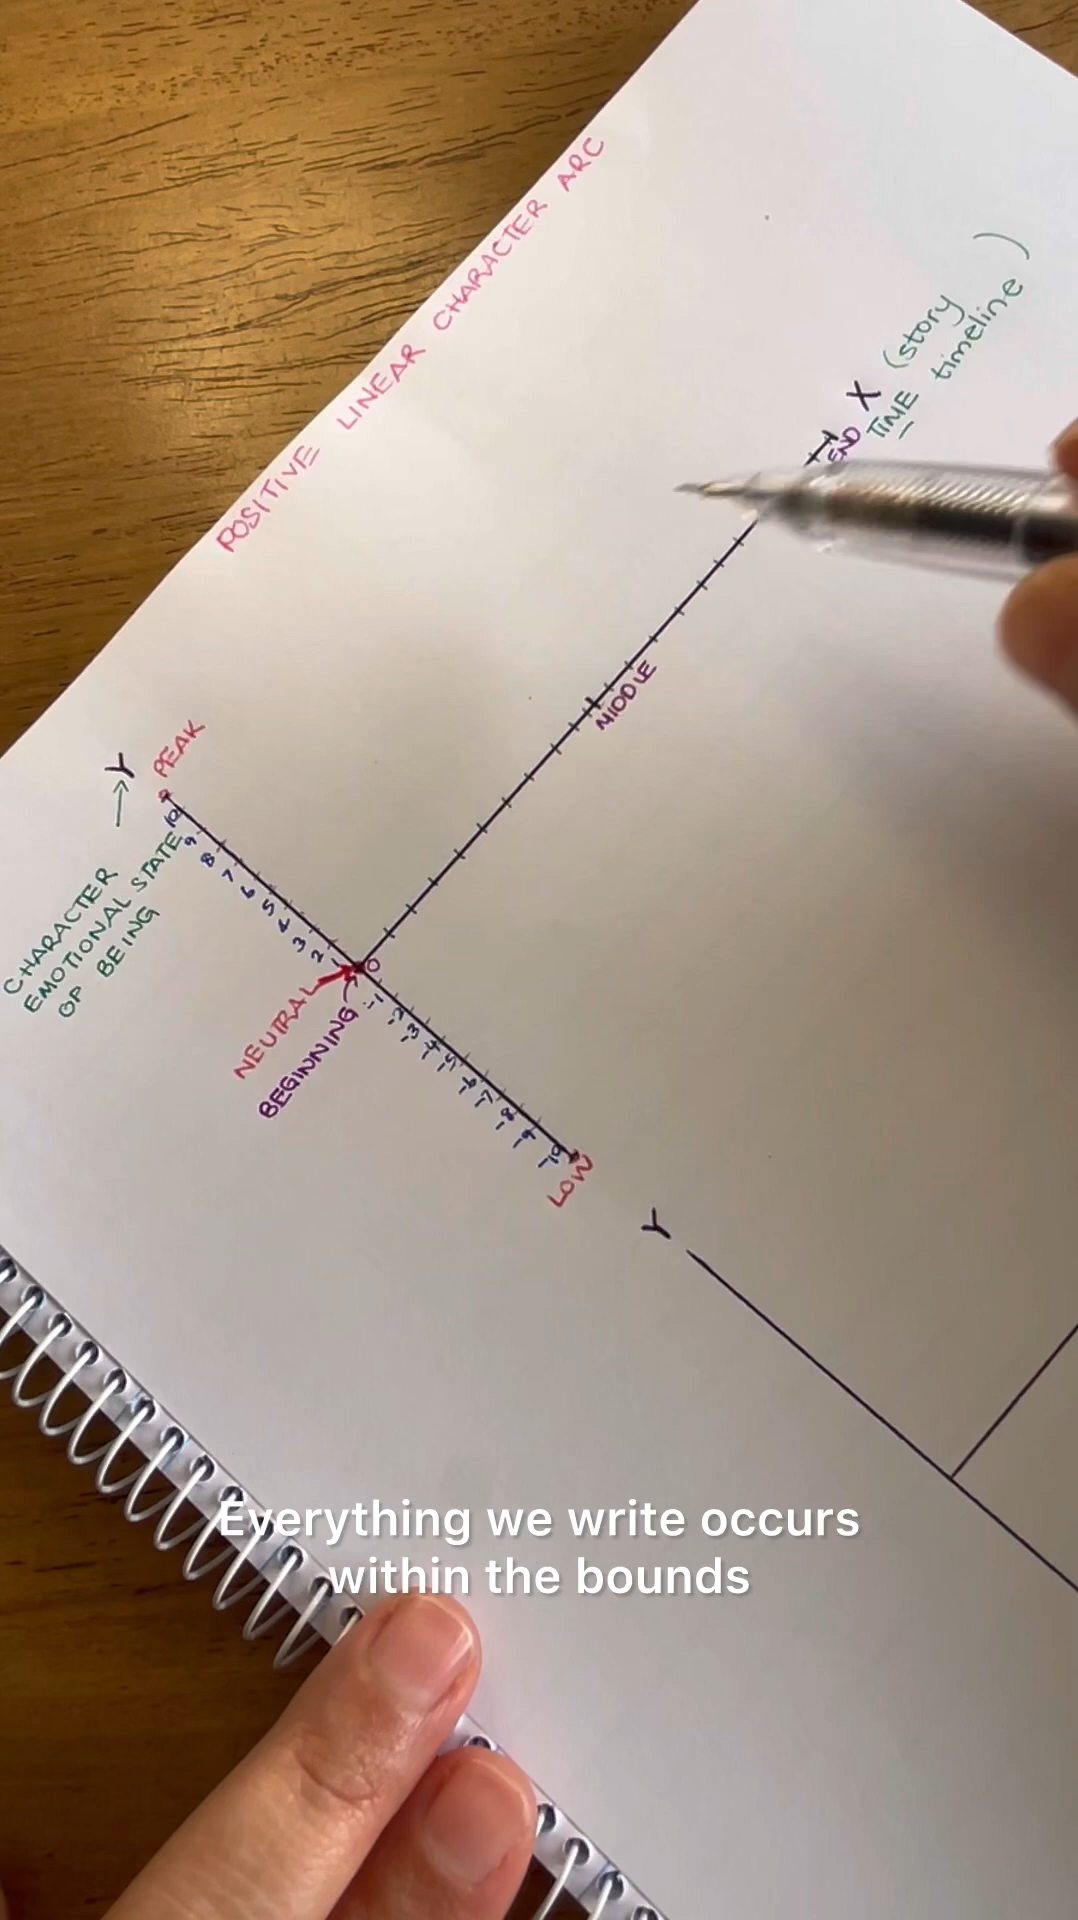 POSITIVE LINEAR CHARACTER ARC
Y
PEAK
CHARACTER
EMOTIONAL STATE
OF BEING
10
9
8
7
6
5
4
3
2
1
0
NEUTRAL
BEGINNING
-1
-2
-3
-4
-5
-6
-7
-8
-9
-10
LOW
MIDDLE
END
X
TIME (story
timeline)
Y
Everything we write occurs
within the bounds